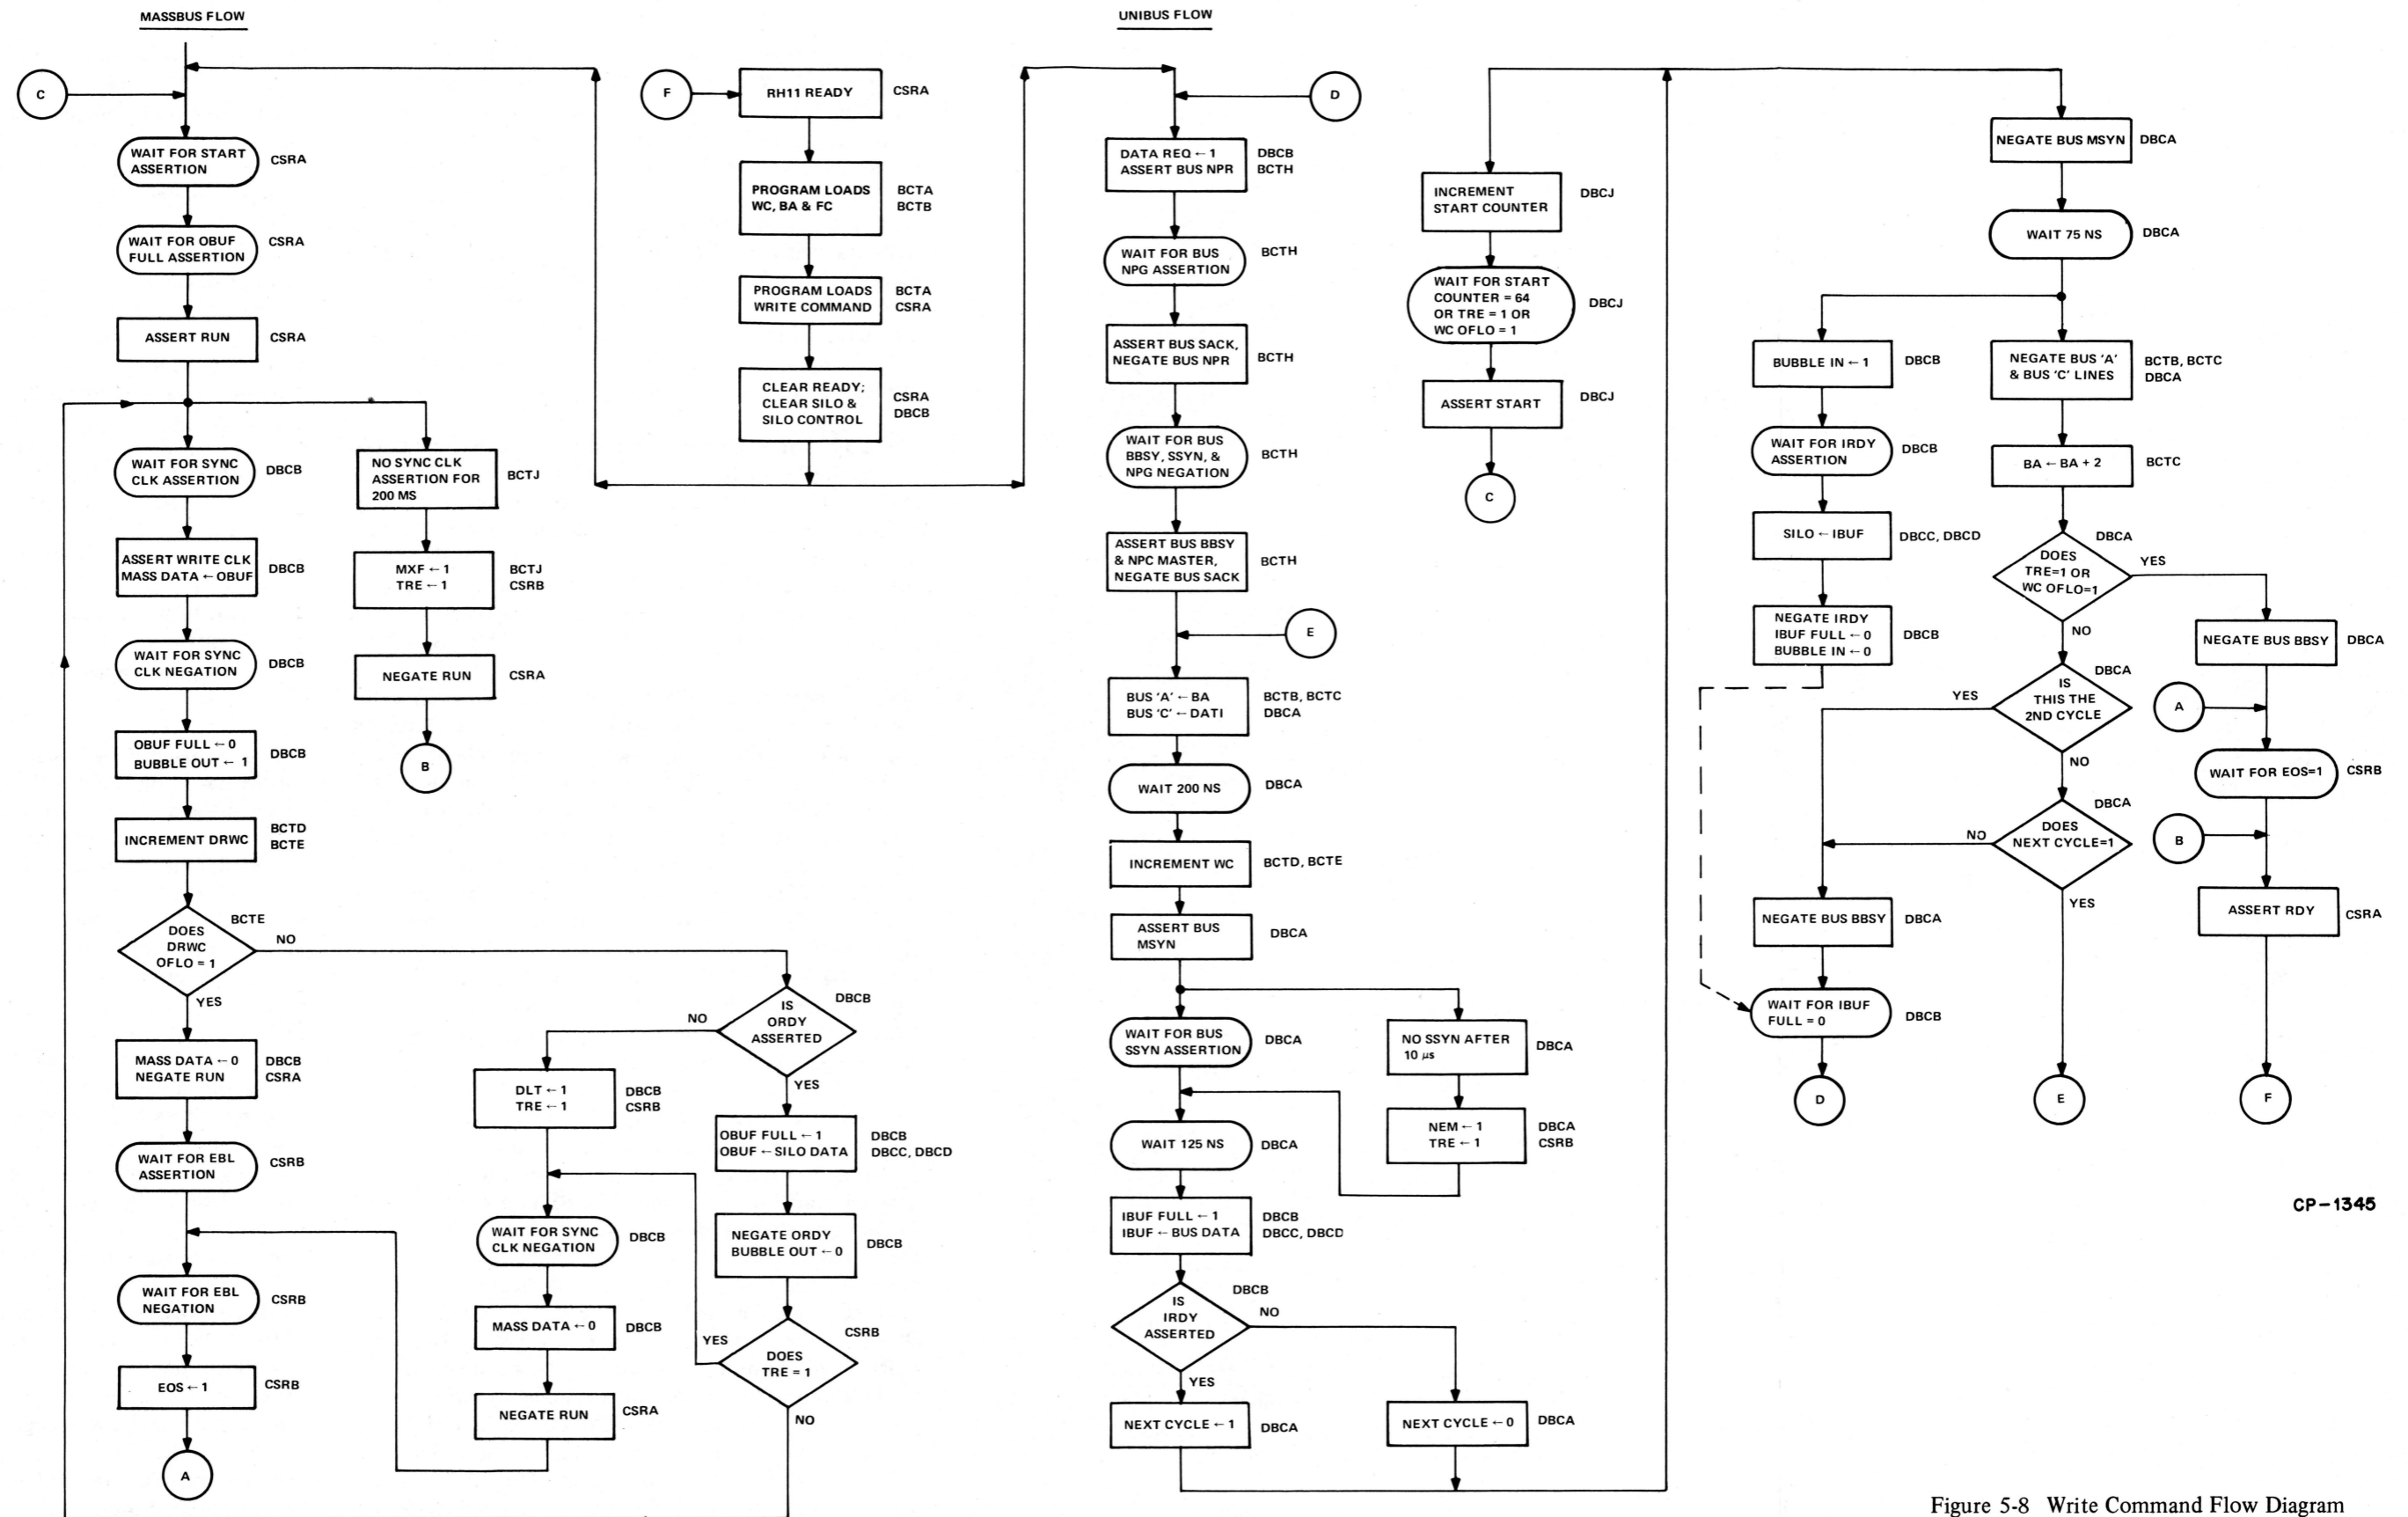 MASSBUS FLOW
C
WAIT FOR START
ASSERTION
CSRA
WAIT FOR OBUF
FULL ASSERTION
CSRA
ASSERT RUN
CSRA
WAIT FOR SYNC
CLK ASSERTION
DBCB
ASSERT WRITE CLK
MASS DATA ← OBUF
DBCB
WAIT FOR SYNC
CLK NEGATION
DBCB
OBUF FULL ← 0
BUBBLE OUT ← 1
DBCB
INCREMENT DRWC
BCTD
BCTE
DOES
DRWC
OFLO = 1
BCTE
NO
YES
MASS DATA ← 0
NEGATE RUN
DBCB
CSRA
WAIT FOR EBL
ASSERTION
CSRB
WAIT FOR EBL
NEGATION
CSRB
EOS ← 1
CSRB
A
NO SYNC CLK
ASSERTION FOR
200 MS
BCTJ
MXF ← 1
TRE ← 1
BCTJ
CSRB
NEGATE RUN
CSRA
B
IS
ORDY
ASSERTED
DBCB
NO
YES
DLT ← 1
TRE ← 1
DBCB
CSRB
WAIT FOR SYNC
CLK NEGATION
DBCB
MASS DATA ← 0
DBCB
NEGATE RUN
CSRA
OBUF FULL ← 1
OBUF ← SILO DATA
DBCB
DBCC, DBCD
NEGATE ORDY
BUBBLE OUT ← 0
DBCB
DOES
TRE = 1
CSRB
YES
NO
F
RH11 READY
CSRA
PROGRAM LOADS
WC, BA & FC
BCTA
BCTB
PROGRAM LOADS
WRITE COMMAND
BCTA
CSRA
CLEAR READY;
CLEAR SILO &
SILO CONTROL
CSRA
DBCB
UNIBUS FLOW
D
DATA REQ ← 1
ASSERT BUS NPR
DBCB
BCTH
WAIT FOR BUS
NPG ASSERTION
BCTH
ASSERT BUS SACK,
NEGATE BUS NPR
BCTH
WAIT FOR BUS
BBSY, SSYN, &
NPG NEGATION
BCTH
ASSERT BUS BBSY
& NPC MASTER,
NEGATE BUS SACK
BCTH
E
BUS 'A' ← BA
BUS 'C' ← DATI
BCTB, BCTC
DBCA
WAIT 200 NS
DBCA
INCREMENT WC
BCTD, BCTE
ASSERT BUS
MSYN
DBCA
WAIT FOR BUS
SSYN ASSERTION
DBCA
NO SSYN AFTER
10 µs
DBCA
NEM ← 1
TRE ← 1
DBCA
CSRB
WAIT 125 NS
DBCA
IBUF FULL ← 1
IBUF ← BUS DATA
DBCB
DBCC, DBCD
IS
IRDY
ASSERTED
DBCB
NO
YES
NEXT CYCLE ← 1
DBCA
NEXT CYCLE ← 0
DBCA
INCREMENT
START COUNTER
DBCJ
WAIT FOR START
COUNTER = 64
OR TRE = 1 OR
WC OFLO = 1
DBCJ
ASSERT START
DBCJ
C
NEGATE BUS MSYN
DBCA
WAIT 75 NS
DBCA
BUBBLE IN ← 1
DBCB
WAIT FOR IRDY
ASSERTION
DBCB
SILO ← IBUF
DBCC, DBCD
NEGATE IRDY
IBUF FULL ← 0
BUBBLE IN ← 0
DBCB
NEGATE BUS 'A'
& BUS 'C' LINES
BCTB, BCTC
DBCA
BA ← BA + 2
BCTC
DOES
TRE=1 OR
WC OFLO=1
DBCA
YES
NO
IS
THIS THE
2ND CYCLE
DBCA
YES
NO
DOES
NEXT CYCLE=1
DBCA
NO
YES
NEGATE BUS BBSY
DBCA
WAIT FOR IBUF
FULL = 0
DBCB
D
E
NEGATE BUS BBSY
DBCA
A
WAIT FOR EOS=1
CSRB
B
ASSERT RDY
CSRA
F
CP-1345
Figure 5-8 Write Command Flow Diagram